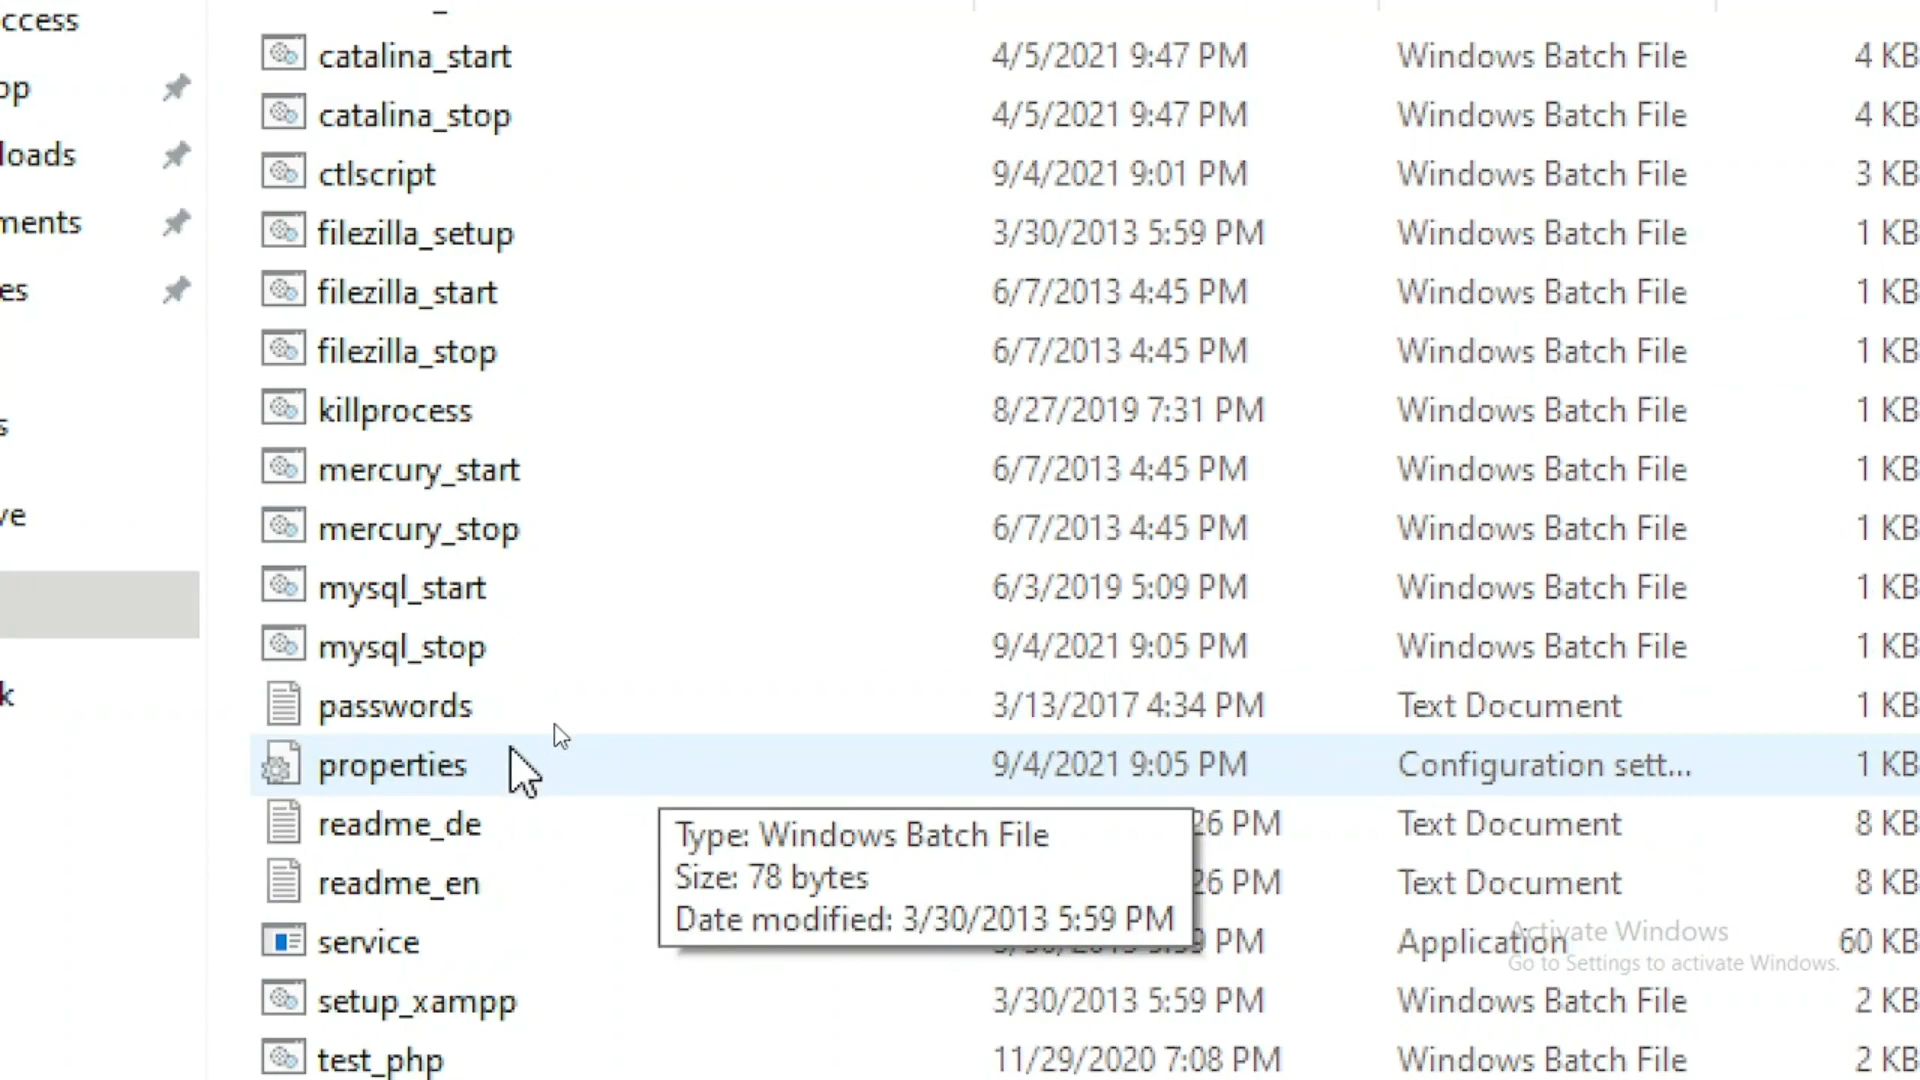 ccess
catalina_start 4/5/2021 9:47 PM Windows Batch File 4 KB
op
catalina_stop 4/5/2021 9:47 PM Windows Batch File 4 KB
loads
ctlscript 9/4/2021 9:01 PM Windows Batch File 3 KB
ments
filezilla_setup 3/30/2013 5:59 PM Windows Batch File 1 KB
es
filezilla_start 6/7/2013 4:45 PM Windows Batch File 1 KB
filezilla_stop 6/7/2013 4:45 PM Windows Batch File 1 KB
killprocess 8/27/2019 7:31 PM Windows Batch File 1 KB
s
mercury_start 6/7/2013 4:45 PM Windows Batch File 1 KB
ve
mercury_stop 6/7/2013 4:45 PM Windows Batch File 1 KB
mysql_start 6/3/2019 5:09 PM Windows Batch File 1 KB
mysql_stop 9/4/2021 9:05 PM Windows Batch File 1 KB
k
passwords 3/13/2017 4:34 PM Text Document 1 KB
properties 9/4/2021 9:05 PM Configuration sett... 1 KB
readme_de 26 PM Text Document 8 KB
Type: Windows Batch File
Size: 78 bytes
Date modified: 3/30/2013 5:59 PM
readme_en 26 PM Text Document 8 KB
service PM Application 60 KB
Activate Windows
Go to Settings to activate Windows.
setup_xampp 3/30/2013 5:59 PM Windows Batch File 2 KB
test_php 11/29/2020 7:08 PM Windows Batch File 2 KB